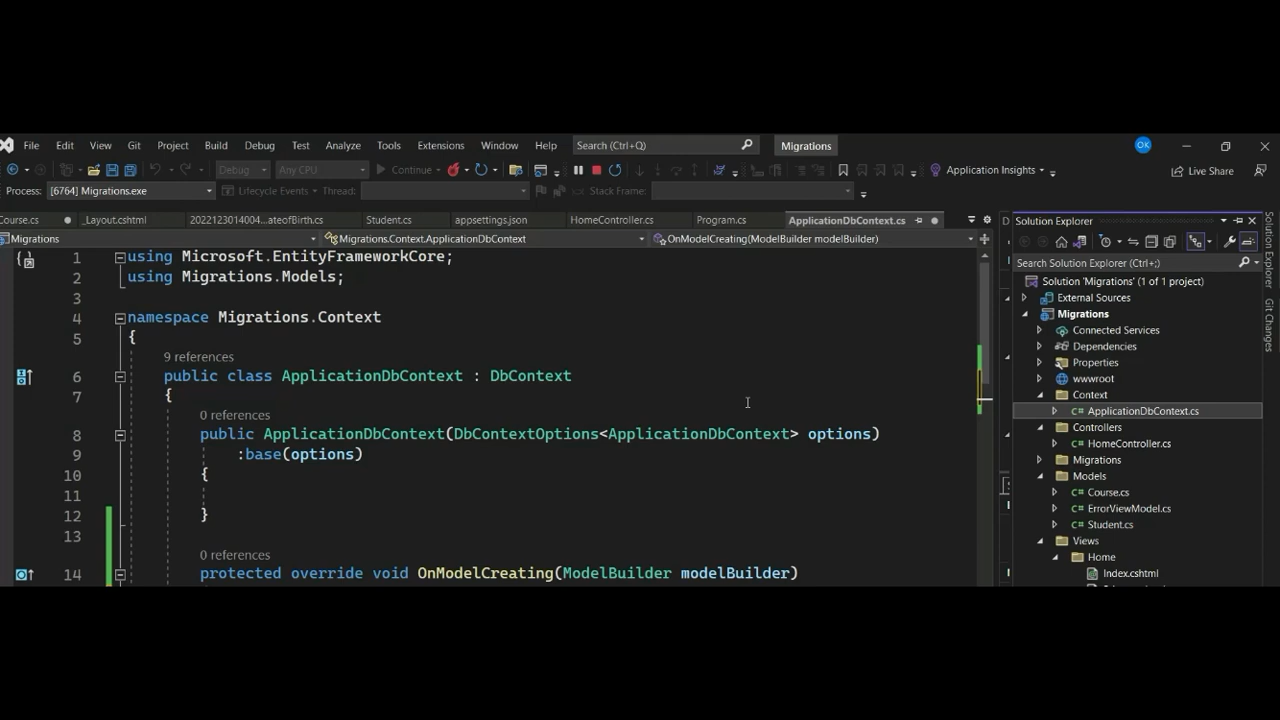 File Edit View Git Project Build Debug Test Analyze Tools Extensions Window Help Search (Ctrl+Q) Migrations OK
Debug Any CPU Continue Application Insights Live Share
Process: [6764] Migrations.exe Lifecycle Events Thread: Stack Frame:
Course.cs _Layout.cshtml 2022123014004...ateofBirth.cs Student.cs appsettings.json HomeController.cs Program.cs ApplicationDbContext.cs
Migrations Migrations.Context.ApplicationDbContext OnModelCreating(ModelBuilder modelBuilder)
1 using Microsoft.EntityFrameworkCore;
2 using Migrations.Models;
3
4 namespace Migrations.Context
5 {
9 references
6 public class ApplicationDbContext : DbContext
7 {
0 references
8 public ApplicationDbContext(DbContextOptions<ApplicationDbContext> options)
9 :base(options)
10 {
11
12 }
13
0 references
14 protected override void OnModelCreating(ModelBuilder modelBuilder)
Solution Explorer
Search Solution Explorer (Ctrl+;)
Solution 'Migrations' (1 of 1 project)
External Sources
Migrations
Connected Services
Dependencies
Properties
wwwroot
Context
C# ApplicationDbContext.cs
Controllers
C# HomeController.cs
Migrations
Models
C# Course.cs
C# ErrorViewModel.cs
C# Student.cs
Views
Home
Index.cshtml
Solution Explorer
Git Changes